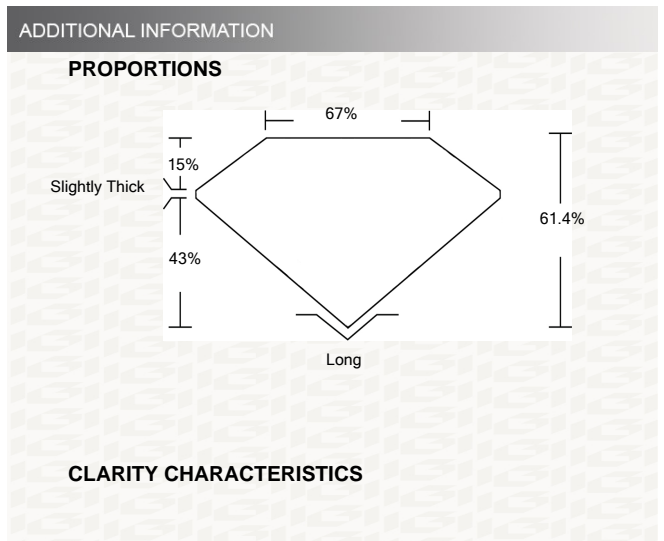 ADDITIONAL INFORMATION
PROPORTIONS
67%
15%
Slightly Thick
61.4%
43%
Long
CLARITY CHARACTERISTICS